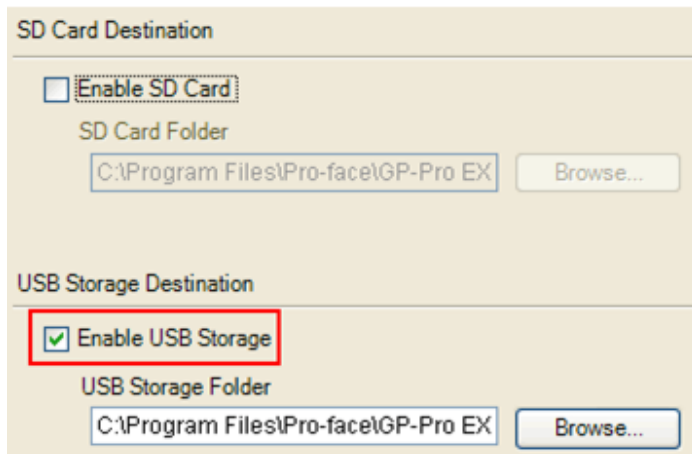 SD Card Destination
Enable SD Card
SD Card Folder
C:\Program Files\Pro-face\GP-Pro EX
Browse...
USB Storage Destination
Enable USB Storage
USB Storage Folder
C:\Program Files\Pro-face\GP-Pro EX
Browse...